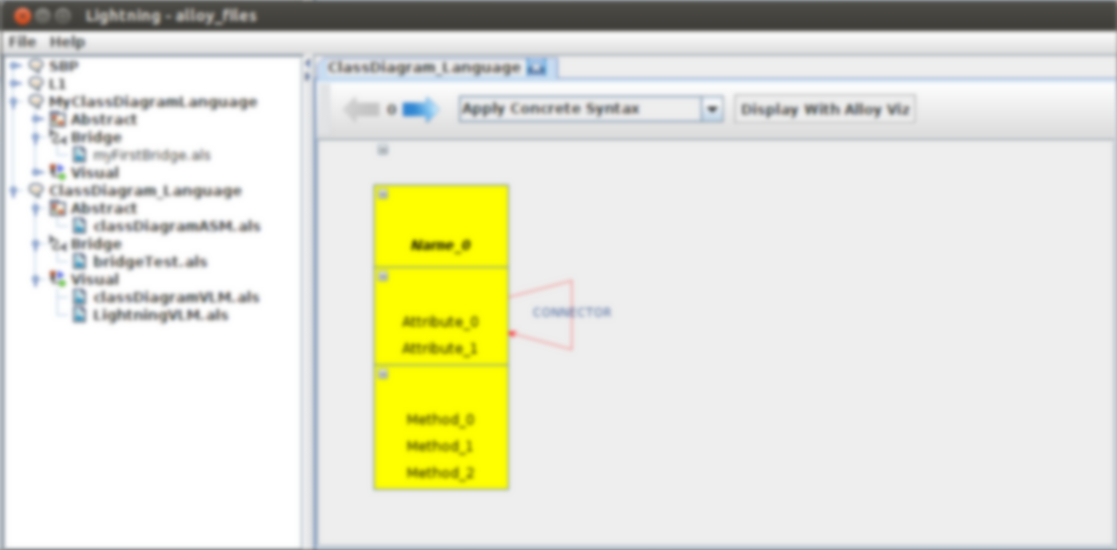 Lightning - alloy_files
File Help
SBP
L1
MyClassDiagramLanguage
Abstract
Bridge
myFirstBridge.als
Visual
ClassDiagram_Language
Abstract
classDiagramASM.als
Bridge
bridgeTest.als
Visual
classDiagramVLM.als
LightningVLM.als
ClassDiagram_Language
0 Apply Concrete Syntax Display With Alloy Viz
Name_0
Attribute_0
Attribute_1
CONNECTOR
Method_0
Method_1
Method_2